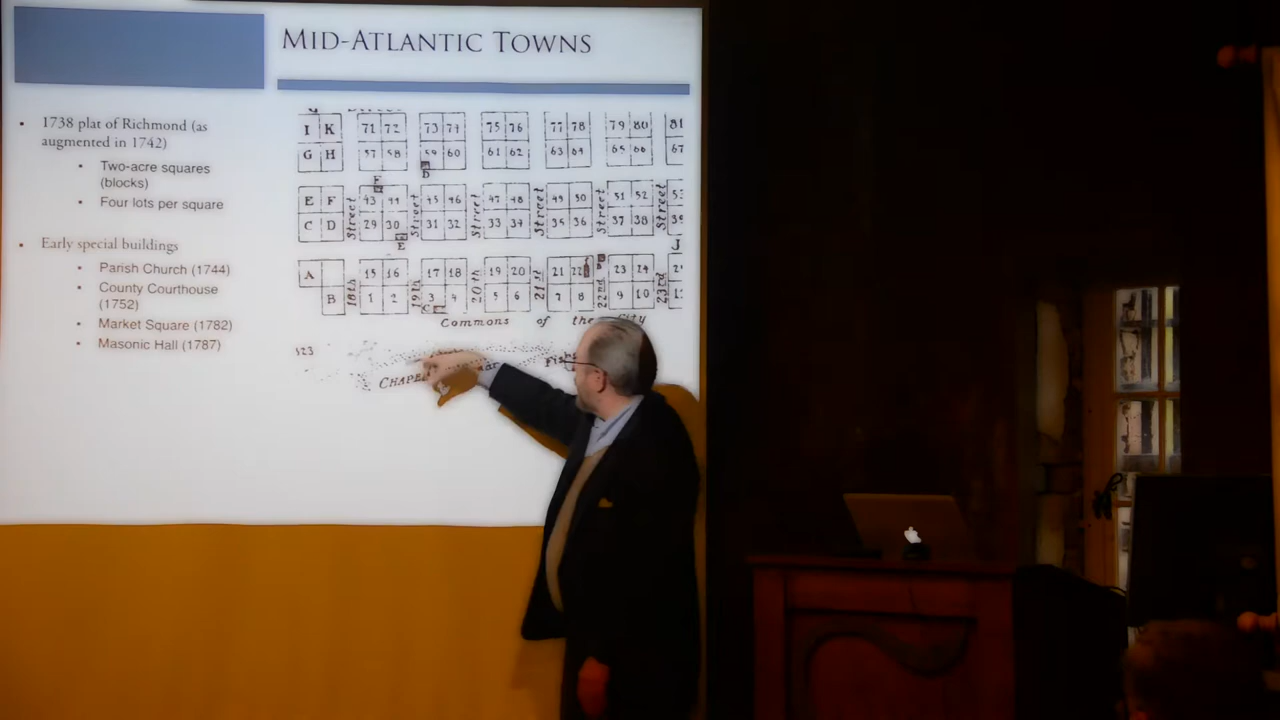 MID-ATLANTIC TOWNS
• 1738 plat of Richmond (as
augmented in 1742)
• Two-acre squares
(blocks)
• Four lots per square
• Early special buildings
• Parish Church (1744)
• County Courthouse
(1752)
• Market Square (1782)
• Masonic Hall (1787)
I K 71 72 73 74 75 76 77 78 79 80 81
G H 57 58 59 60 61 62 63 64 65 66 67
D
F
E F 43 44 45 46 47 48 49 50 51 52
C D 29 30 31 32 33 34 35 36 37 38
Street Street Street Street Street Street
E
J
A 15 16 17 18 19 20 21 22 23 24
B 1 2 3 4 5 6 7 8 9 10
18th 19th 20th 21st 22nd 23rd
C
Commons of the City